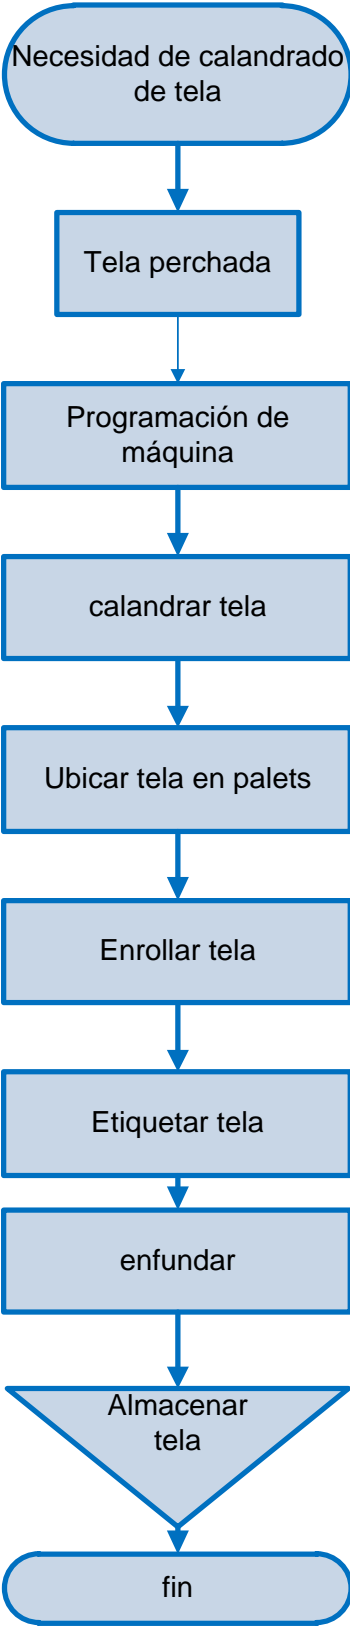 Necesidad de calandrado
de tela
Tela perchada
Programación de
máquina
calandrar tela
Ubicar tela en palets
Enrollar tela
Etiquetar tela
enfundar
Almacenar
tela
fin